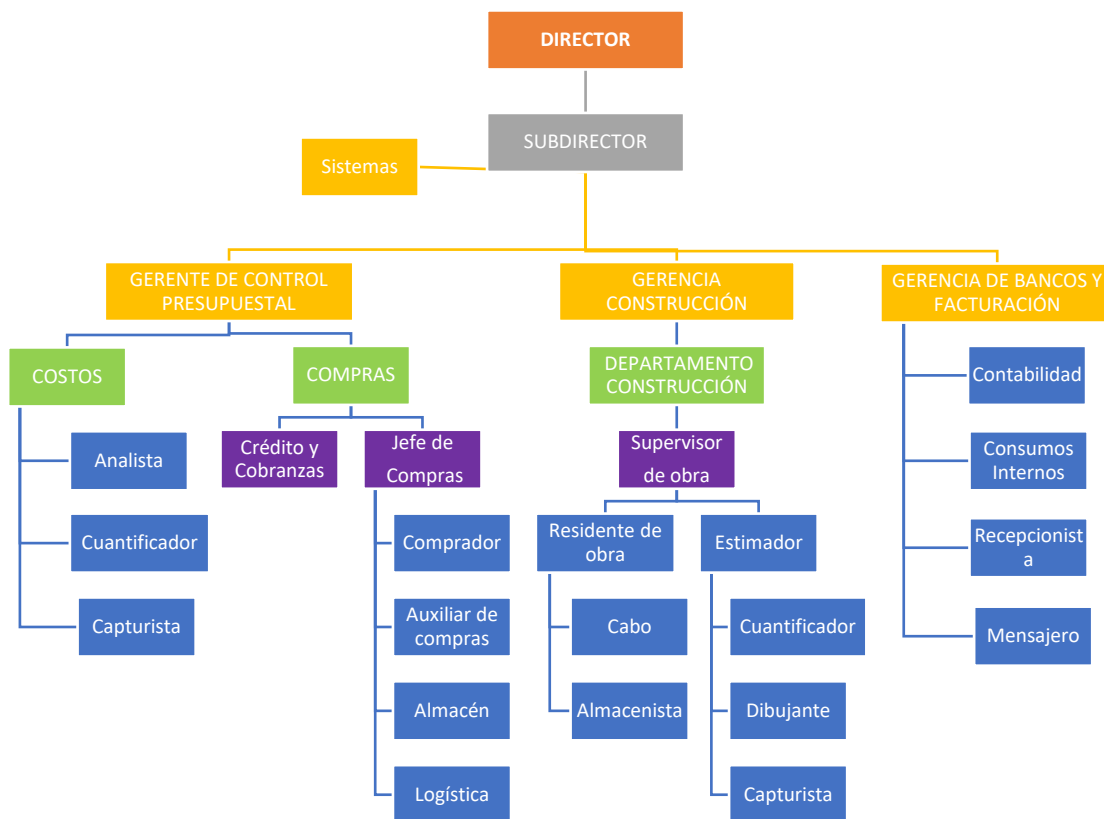 DIRECTOR
SUBDIRECTOR
Sistemas
GERENTE DE CONTROL
PRESUPUESTAL
GERENCIA
CONSTRUCCIÓN
GERENCIA DE BANCOS Y
FACTURACIÓN
COSTOS
COMPRAS
DEPARTAMENTO
CONSTRUCCIÓN
Contabilidad
Analista
Crédito y
Cobranzas
Jefe de
Compras
Supervisor
de obra
Consumos
Internos
Cuantificador
Comprador
Residente de
obra
Estimador
Recepcionist
a
Capturista
Auxiliar de
compras
Cabo
Cuantificador
Mensajero
Almacén
Almacenista
Dibujante
Logística
Capturista